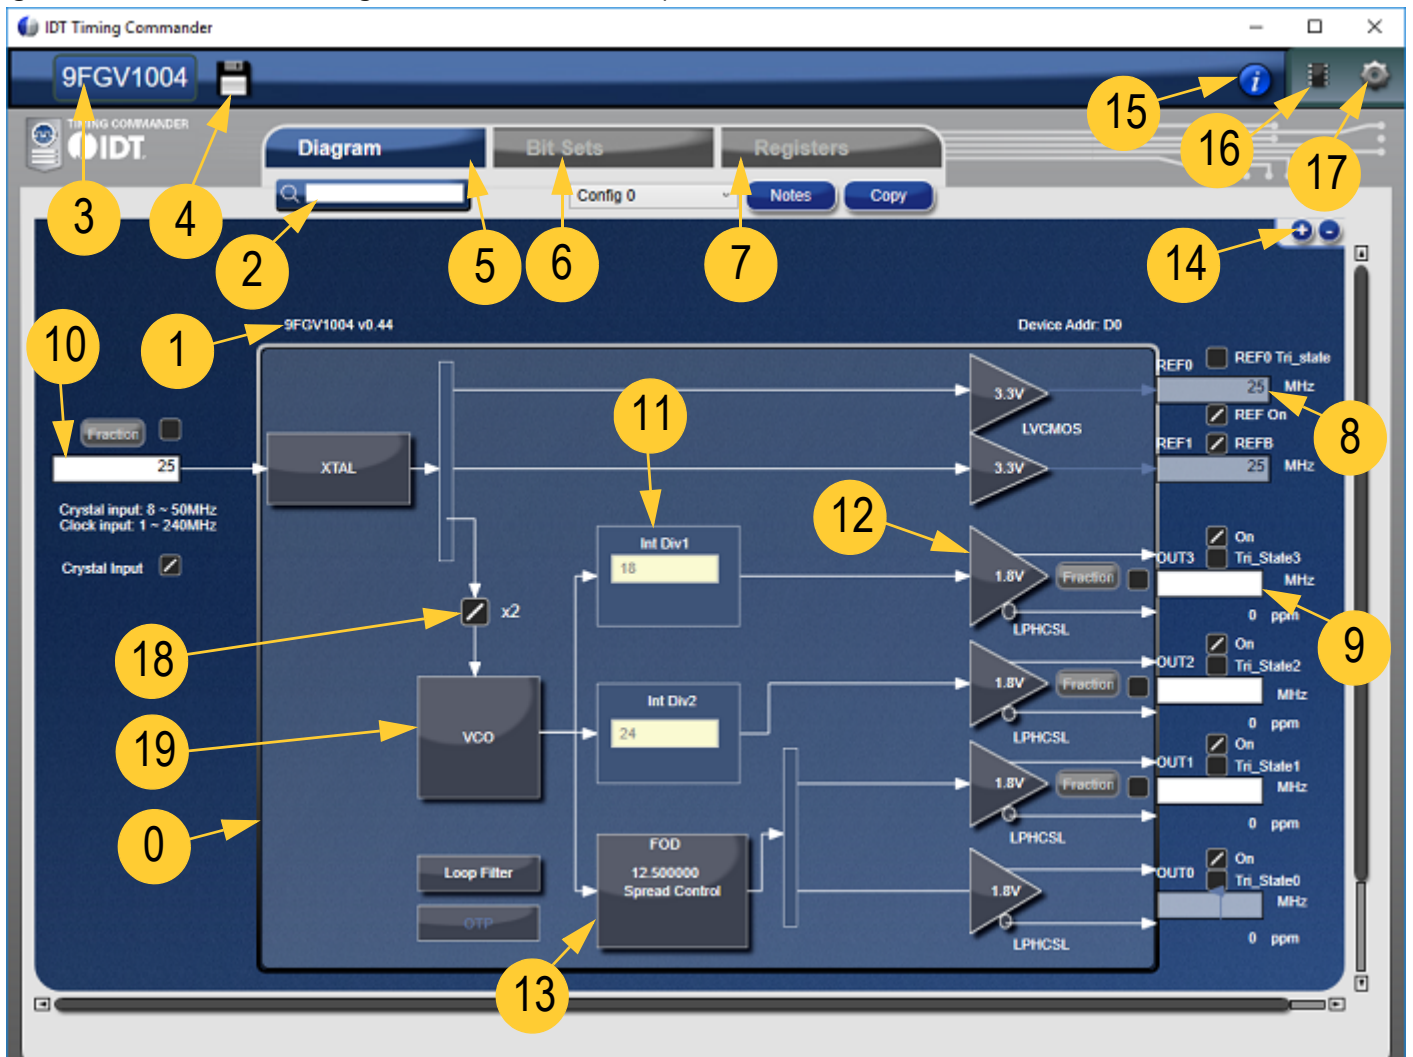 IDT Timing Commander
9FGV1004
15
16
17
TIMING COMMANDER
IDT.
Diagram
Bit Sets
Registers
3
4
Config 0
Notes
Copy
2
5
6
7
14
9FGV1004 v0.44
Device Addr: D0
10
1
REF0
REF0 Tri_state
25
MHz
3.3V
11
REF On
8
Fraction
LVCMOS
REF1
REFB
25
XTAL
3.3V
25
MHz
Crystal input: 8 ~ 50MHz
Clock input: 1 ~ 240MHz
12
Int Div1
On
Crystal Input
18
1.8V
Fraction
OUT3
Tri_State3
MHz
x2
0 ppm
18
LPHCSL
9
On
OUT2
Tri_State2
Int Div2
1.8V
Fraction
MHz
19
VCO
24
LPHCSL
0 ppm
On
OUT1
Tri_State1
1.8V
Fraction
MHz
0
0 ppm
FOD
LPHCSL
Loop Filter
12.500000
Spread Control
On
OUT0
Tri_State0
1.8V
MHz
OTP
0 ppm
LPHCSL
13